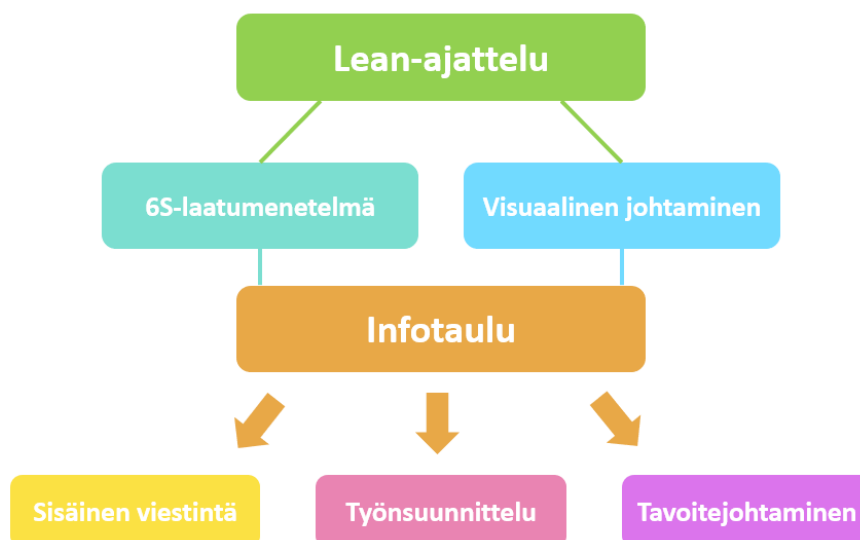 Lean-ajattelu
6S-laatumenetelmä
Visuaalinen johtaminen
Infotaulu
Sisäinen viestintä
Työnsuunnittelu
Tavoitejohtaminen